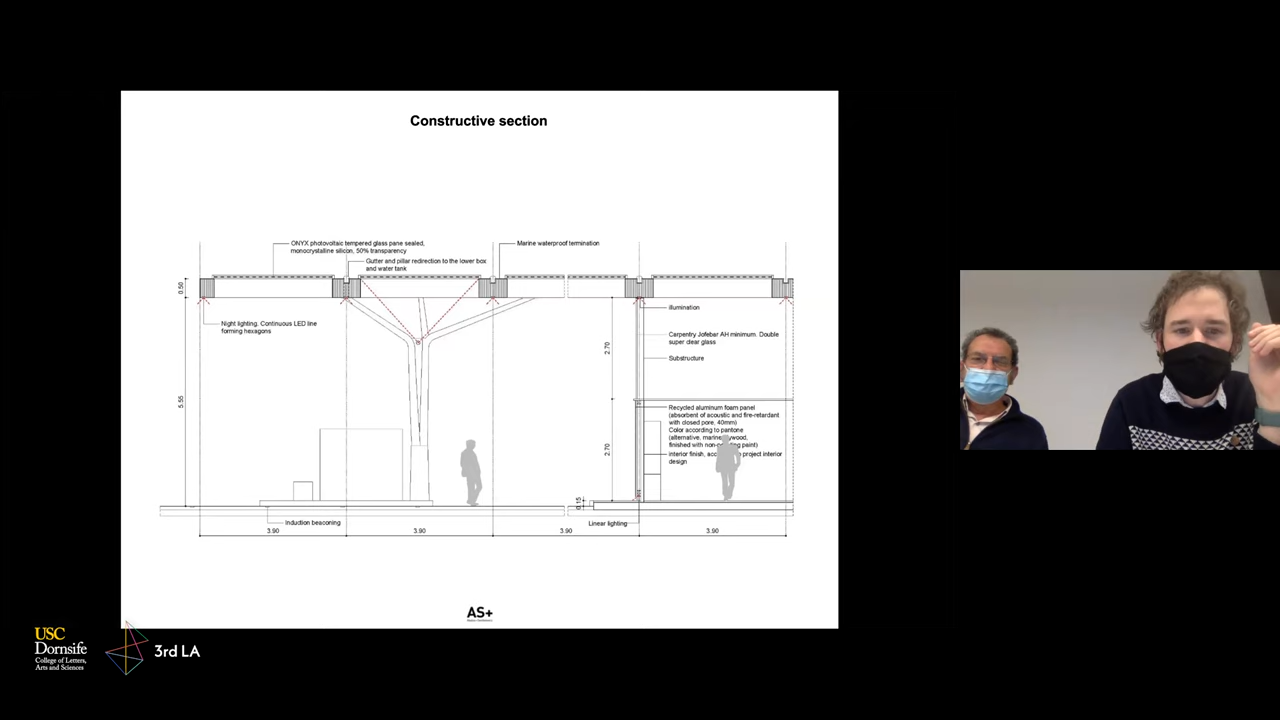 Constructive section
ONYX photovoltaic tempered glass pane sealed,
monocrystalline silicon, 50% transparency
Marine waterproof termination
Gutter and pillar redirection to the lower box
and water tank
0.50
Night lighting. Continuous LED line
forming hexagons
illumination
Carpentry Jofebar AH minimum. Double
super clear glass
2.70
Substructure
5.55
Recycled aluminum foam panel
(absorbent of acoustic and fire-retardant
with closed pore, 40mm)
Color according to pantone
(alternative, marine plywood,
finished with non- paint)
2.70
interior finish, project interior
design
0.15
Induction beaconing
Linear lighting
3.90
3.90
3.90
3.90
AS+
USC
Dornsife
College of Letters,
Arts and Sciences
3rd LA